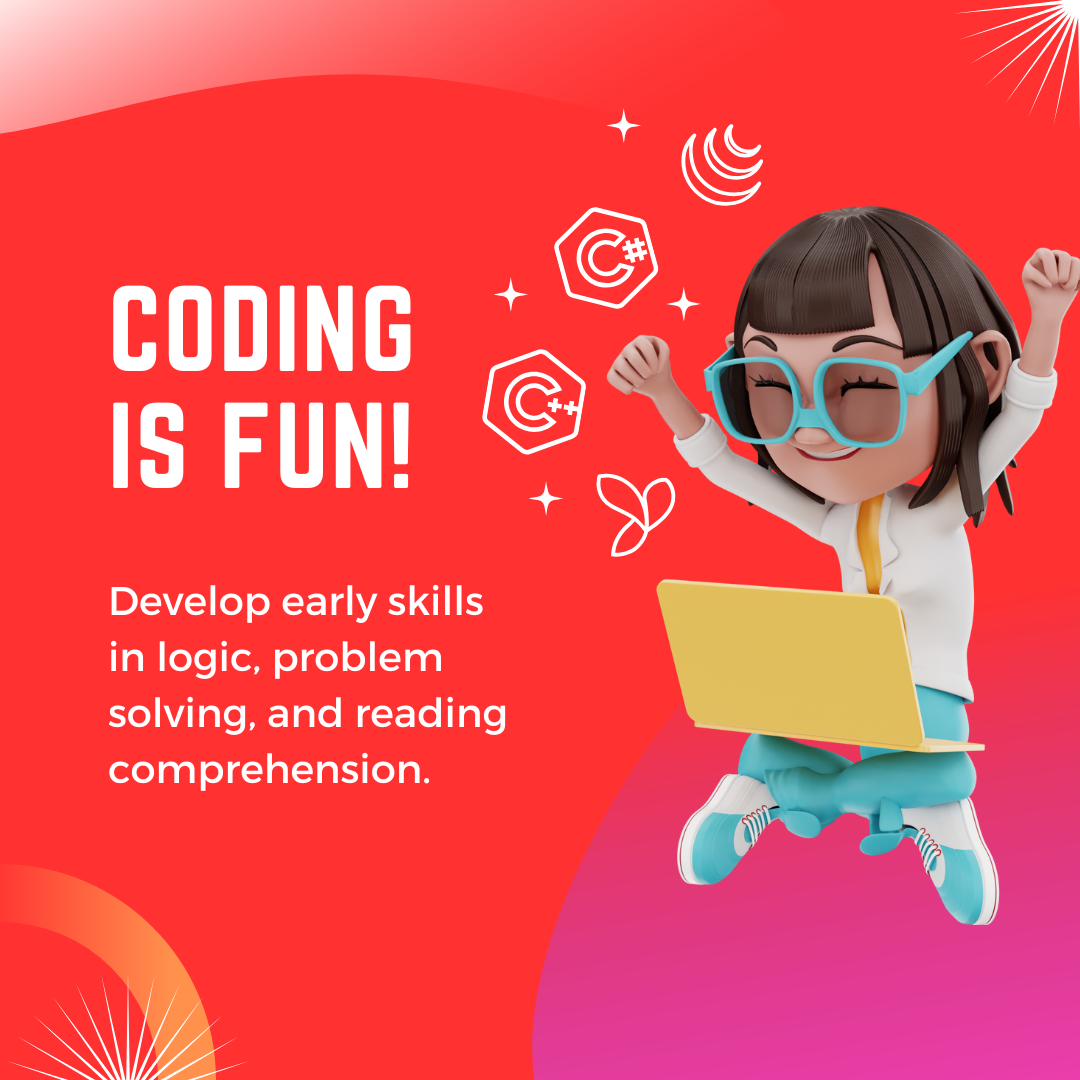 C#
CODING
IS FUN!
C++
Develop early skills
in logic, problem
solving, and reading
comprehension.